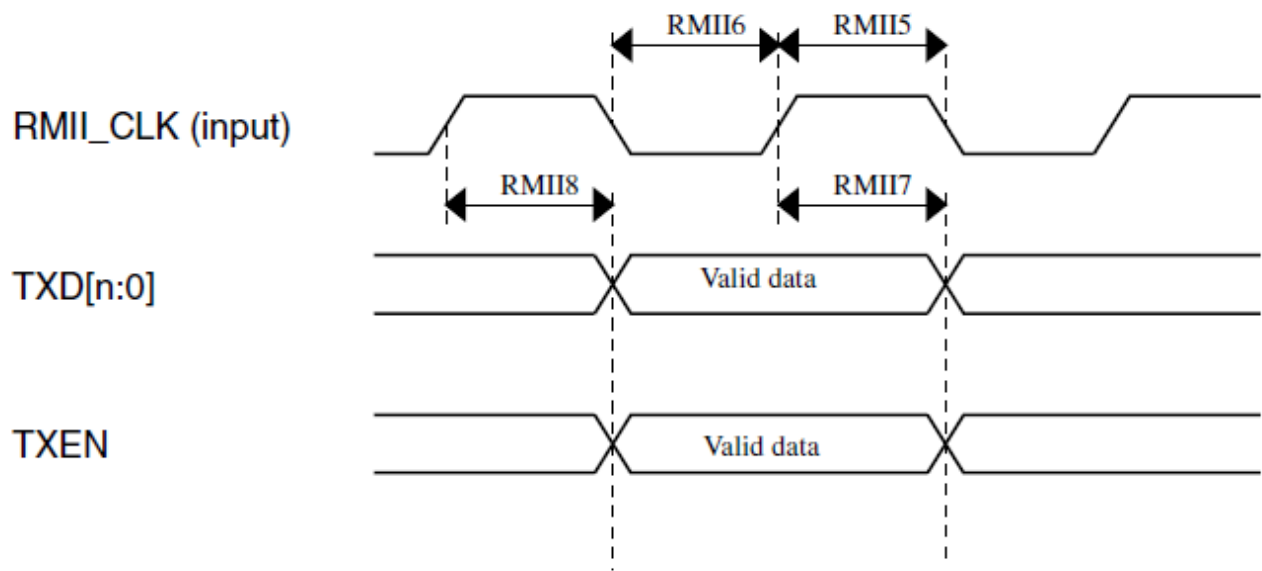 RMII6 RMII5
RMII_CLK (input)
RMII8 RMII7
TXD[n:0] Valid data
TXEN Valid data